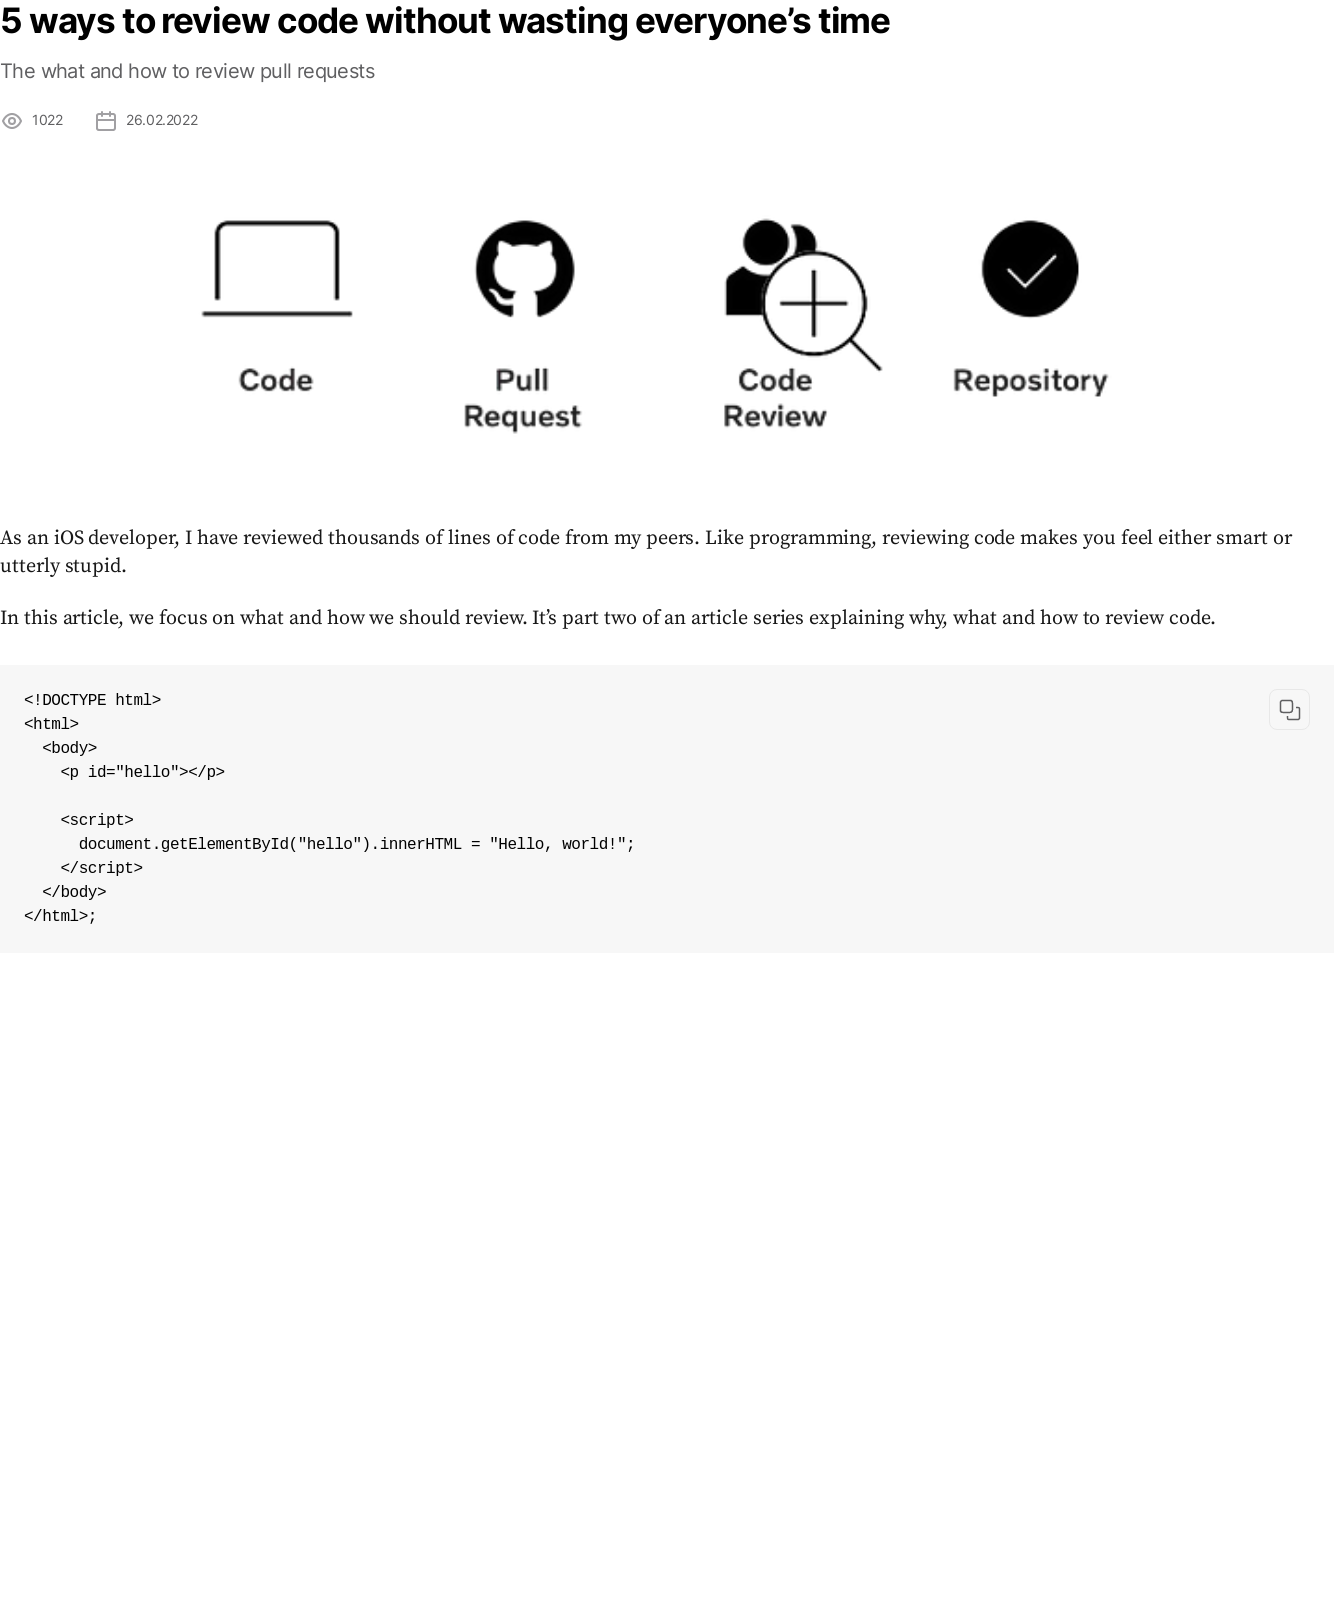 5 ways to review code without wasting everyone’s time
The what and how to review pull requests
1022 26.02.2022
Code Pull Code Repository
Request Review
As an iOS developer, I have reviewed thousands of lines of code from my peers. Like programming, reviewing code makes you feel either smart or
utterly stupid.
In this article, we focus on what and how we should review. It’s part two of an article series explaining why, what and how to review code.
<!DOCTYPE html>
<html>
  <body>
    <p id="hello"></p>

    <script>
      document.getElementById("hello").innerHTML = "Hello, world!";
    </script>
  </body>
</html>;